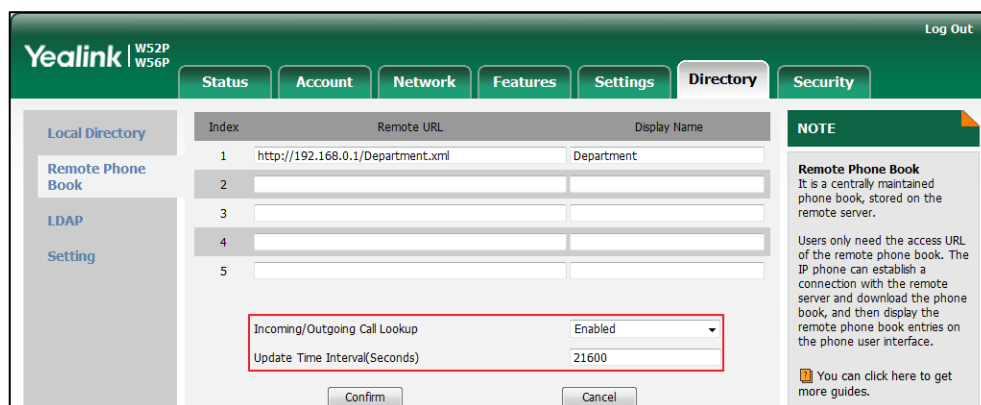 Log Out
Yealink W52P W56P
Status Account Network Features Settings Directory Security
Local Directory
Remote Phone Book
LDAP
Setting
Index Remote URL Display Name
1 http://192.168.0.1/Department.xml Department
2
3
4
5
Incoming/Outgoing Call Lookup Enabled
Update Time Interval(Seconds) 21600
Confirm Cancel
NOTE
Remote Phone Book
It is a centrally maintained
phone book, stored on the
remote server.
Users only need the access URL
of the remote phone book. The
IP phone can establish a
connection with the remote
server and download the phone
book, and then display the
remote phone book entries on
the phone user interface.
You can click here to get
more guides.